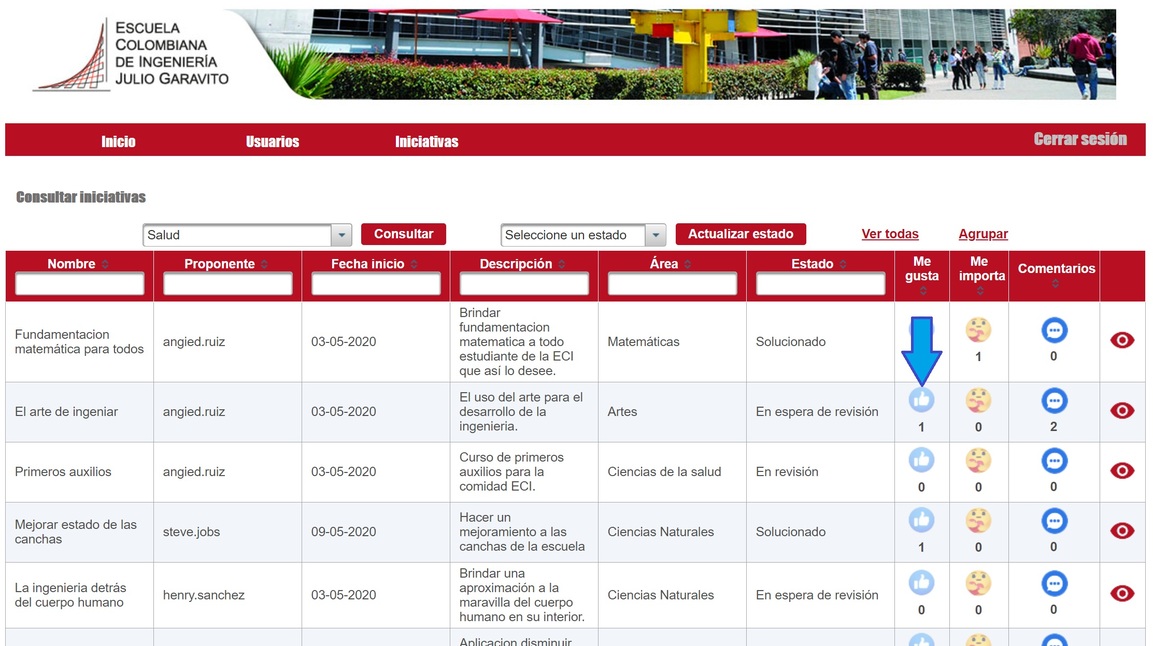 ESCUELA
COLOMBIANA
DE INGENIERÍA
JULIO GARAVITO
Inicio Usuarios Iniciativas Cerrar sesión
Consultar iniciativas
Salud Consultar Seleccione un estado Actualizar estado Ver todas Agrupar
Nombre Proponente Fecha inicio Descripción Área Estado Me gusta Me importa Comentarios
Fundamentacion
matemática para todos
angied.ruiz
03-05-2020
Brindar
fundamentacion
matematica a todo
estudiante de la ECI
que así lo desee.
Matemáticas
Solucionado
1
0
El arte de ingeniar
angied.ruiz
03-05-2020
El uso del arte para el
desarrollo de la
ingenieria.
Artes
En espera de revisión
1
0
2
Primeros auxilios
angied.ruiz
03-05-2020
Curso de primeros
auxilios para la
comidad ECI.
Ciencias de la salud
En revisión
0
0
0
Mejorar estado de las
canchas
steve.jobs
09-05-2020
Hacer un
mejoramiento a las
canchas de la escuela
Ciencias Naturales
Solucionado
1
0
0
La ingenieria detrás
del cuerpo humano
henry.sanchez
03-05-2020
Brindar una
aproximación a la
maravilla del cuerpo
humano en su interior.
Ciencias Naturales
En espera de revisión
0
0
0
Aplicacion disminuir